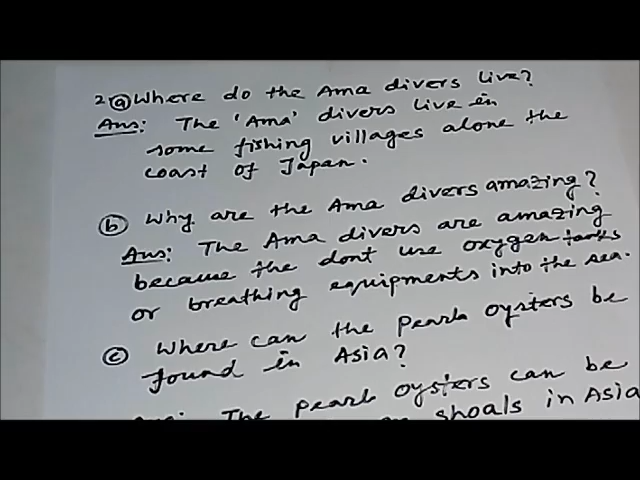 2 (a) Where do the Ama divers live?
Ans: The 'Ama' divers live in
some fishing villages alone the
coast of Japan.
(b) Why are the Ama divers amazing?
Ans: The Ama divers are amazing
because the dont use oxygen tanks
or breathing equipments into the sea.
(c) Where can the pearl oysters be
found in Asia?
Ans: The pearl oysters can be
shoals in Asia